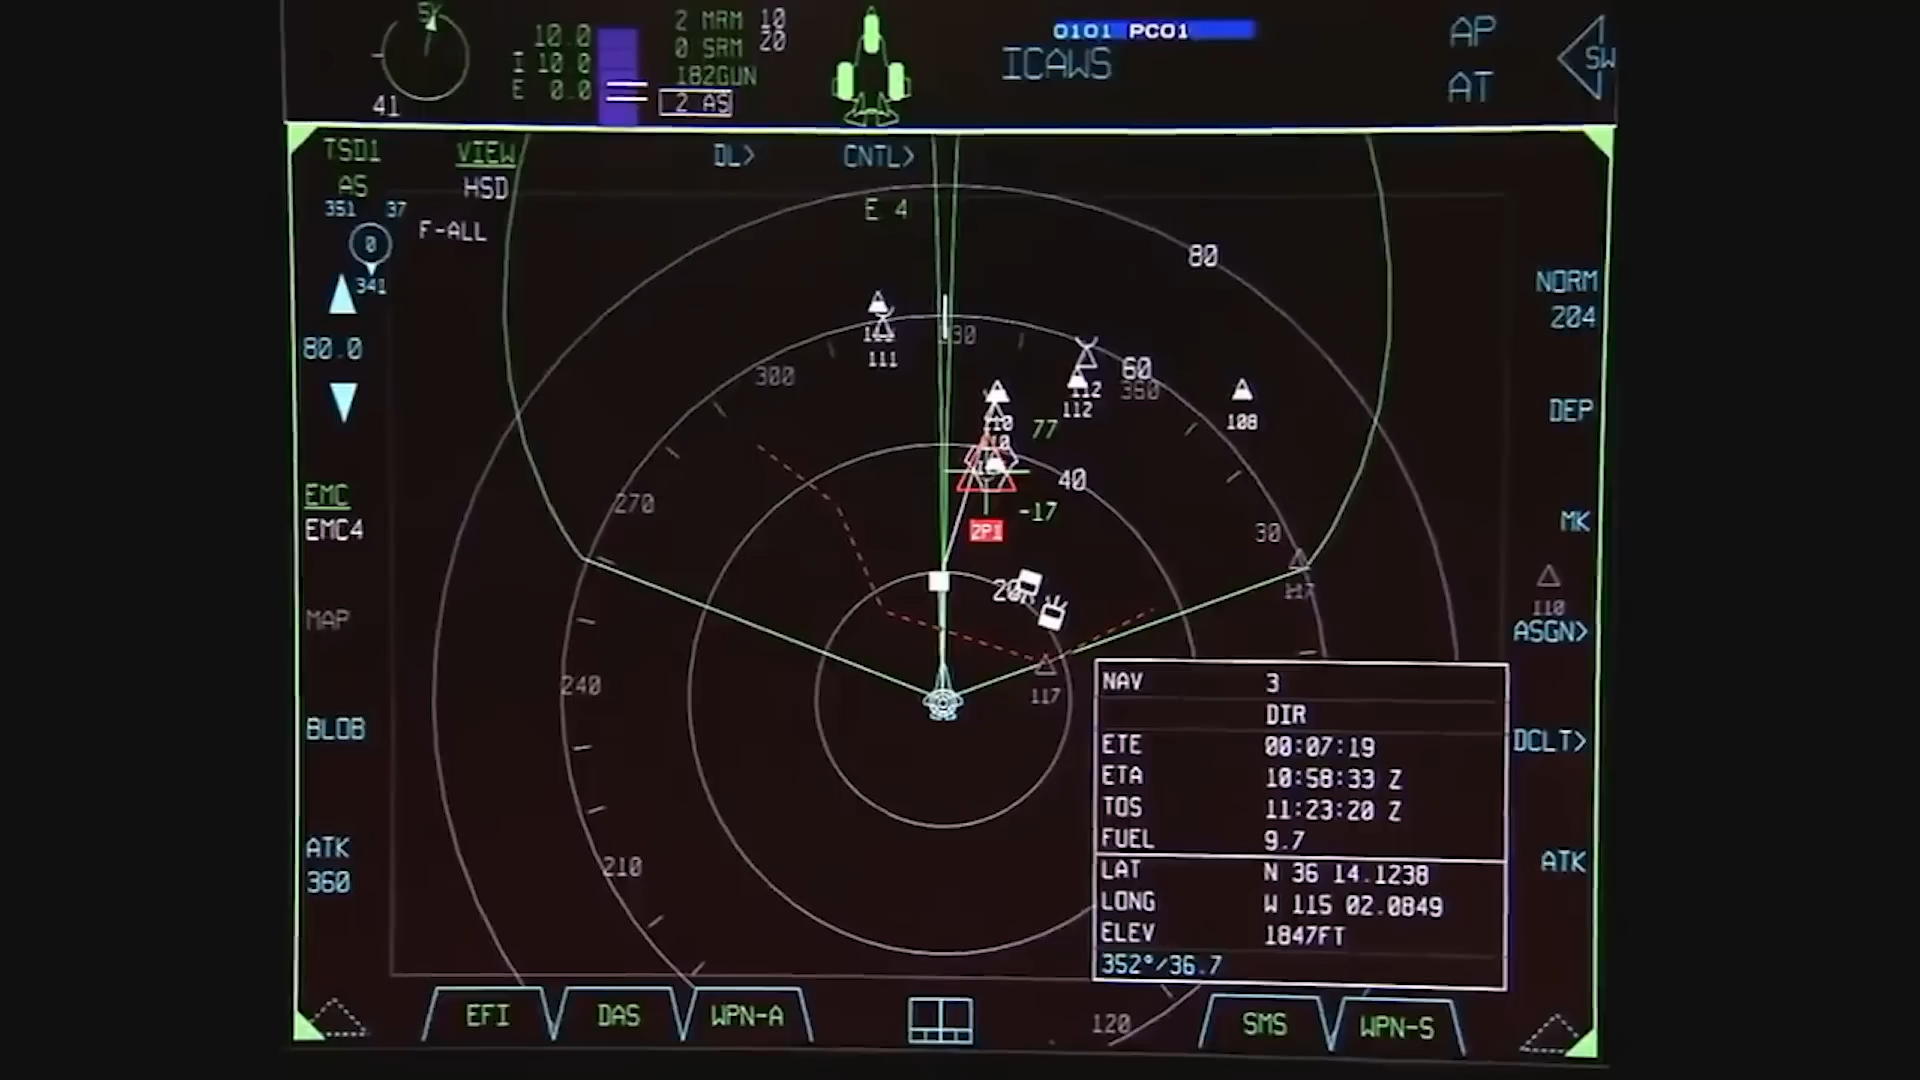 41
10.0
I 10 0
E 0.0
2 MRM 10
0 SRM 20
182GUN
2 AS
0101 PC01
ICAWS
AP
AT
SW
TSD1
AS
VIEW
HSD
DL>
CNTL>
351 37
0
341
F-ALL
E 4
80
NORM
204
80.0
111
300
330
60
360
112
112
108
77
DEP
40
-17
2P1
270
30
EMC
EMC4
MK
20
117
110
ASGN>
MAP
240
117
BLOB
DCLT>
NAV 3
DIR
ETE 00:07:19
ETA 10:58:33 Z
TOS 11:23:20 Z
FUEL 9.7
LAT N 36 14.1238
LONG W 115 02.0849
ELEV 1847FT
352°/36.7
ATK
360
ATK
210
120
EFI
DAS
WPN-A
SMS
WPN-S